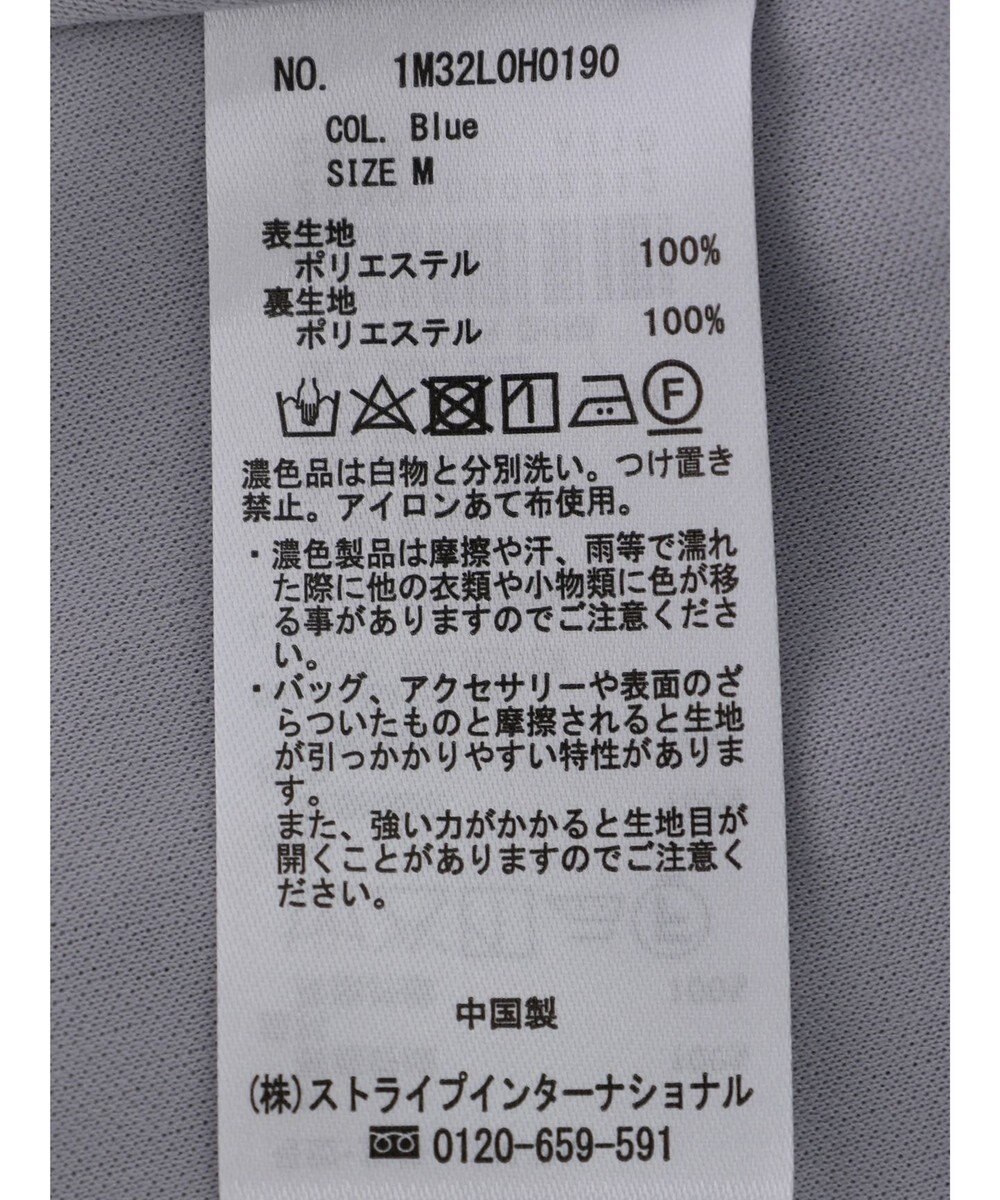 NO. 1M32L0H0190
COL. Blue
SIZE M
表生地
ポリエステル 100%
裏生地
ポリエステル 100%
F
濃色品は白物と分別洗い。つけ置き
禁止。アイロンあて布使用。
・濃色製品は摩擦や汗、雨等で濡れ
た際に他の衣類や小物類に色が移
る事がありますのでご注意くださ
い。
・バッグ、アクセサリーや表面のざ
らついたものと摩擦されると生地
が引っかかりやすい特性がありま
す。
また、強い力がかかると生地目が
開くことがありますのでご注意く
ださい。
中国製
(株)ストライプインターナショナル
0120-659-591